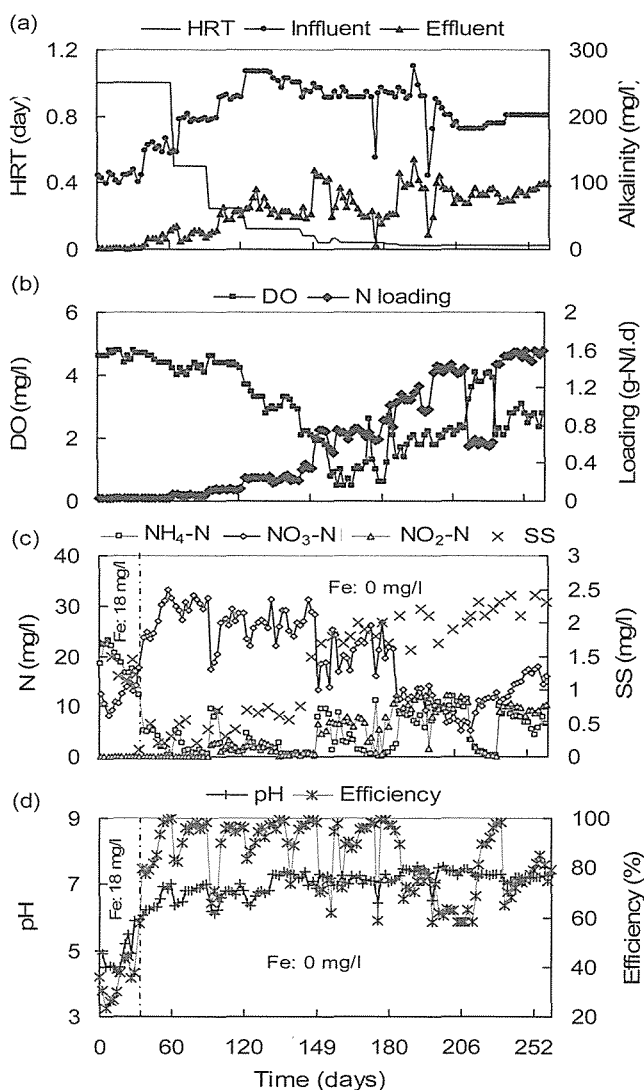 (a)
HRT Inffluent Effluent
1.2 300
0.8 200
0.4 100
0 0
HRT (day)
Alkalinity (mg/l)
(b)
DO N loading
6 2
4 1.6
1.2
2 0.8
0.4
0 0
DO (mg/l)
Loading (g-N/l.d)
(c)
NH4-N NO3-N NO2-N SS
40 3
30 2.5
2
20 1.5
10 1
0.5
0 0
N (mg/l)
SS (mg/l)
Fe: 18 mg/l
Fe: 0 mg/l
(d)
pH Efficiency
9 100
7 80
60
5 40
3 20
pH
Efficiency (%)
Fe: 18 mg/l
Fe: 0 mg/l
0 60 120 149 180 206 252
Time (days)